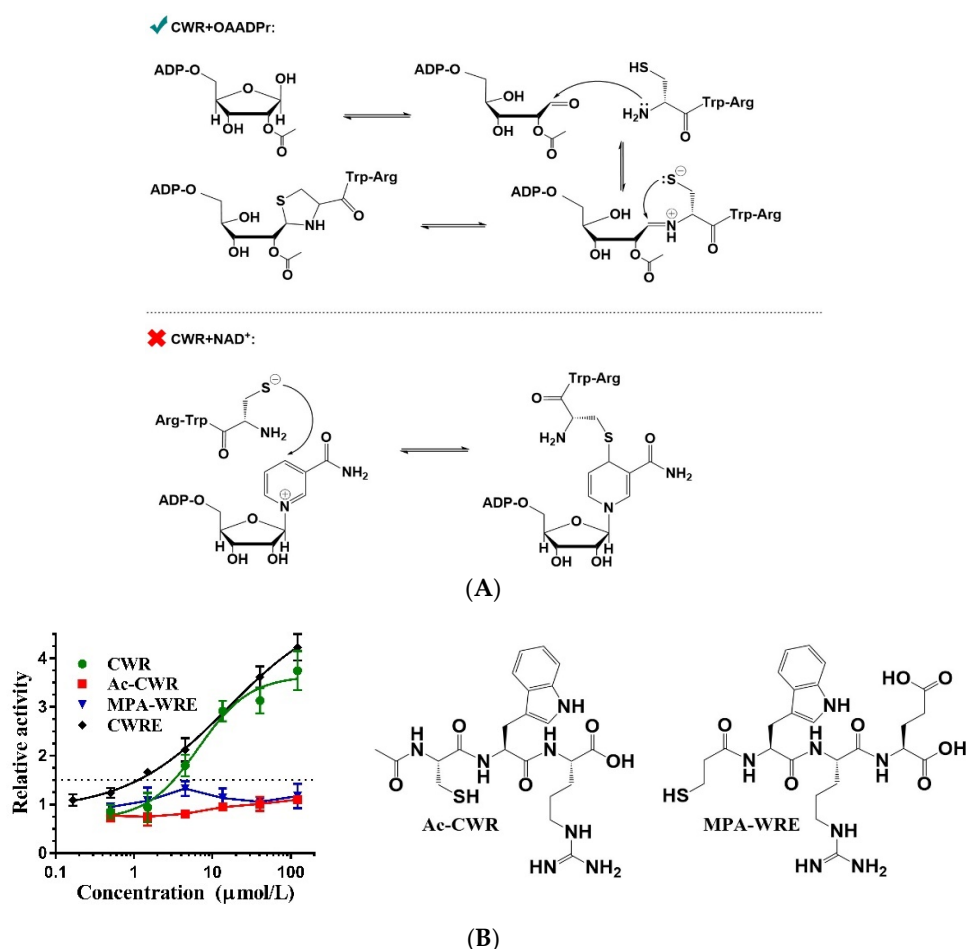 CWR+OAADPr:
ADP-O
O
OH
H
H
OH
O
O
ADP-O
OH
O
OH
O
O
HS
H₂N
Trp-Arg
O
ADP-O
OH
OH
O
O
S
NH
Trp-Arg
O
ADP-O
OH
OH
O
O
:S⊖
⊕
N
H
Trp-Arg
O
CWR+NAD⁺:
S⊖
Arg-Trp
NH₂
O
O
NH₂
⊕
N
ADP-O
O
H
H
OH
OH
Trp-Arg
O
H₂N
S
O
NH₂
N
ADP-O
O
H
H
OH
OH
(A)
Relative activity
4
3
2
1
0
CWR
Ac-CWR
MPA-WRE
CWRE
0.1
1
10
100
Concentration (μmol/L)
NH
O
H
N
O
H
N
O
OH
O
SH
NH
HN
NH₂
Ac-CWR
NH
HO
O
O
H
N
O
N
H
H
N
O
O
OH
HS
NH
HN
NH₂
MPA-WRE
(B)